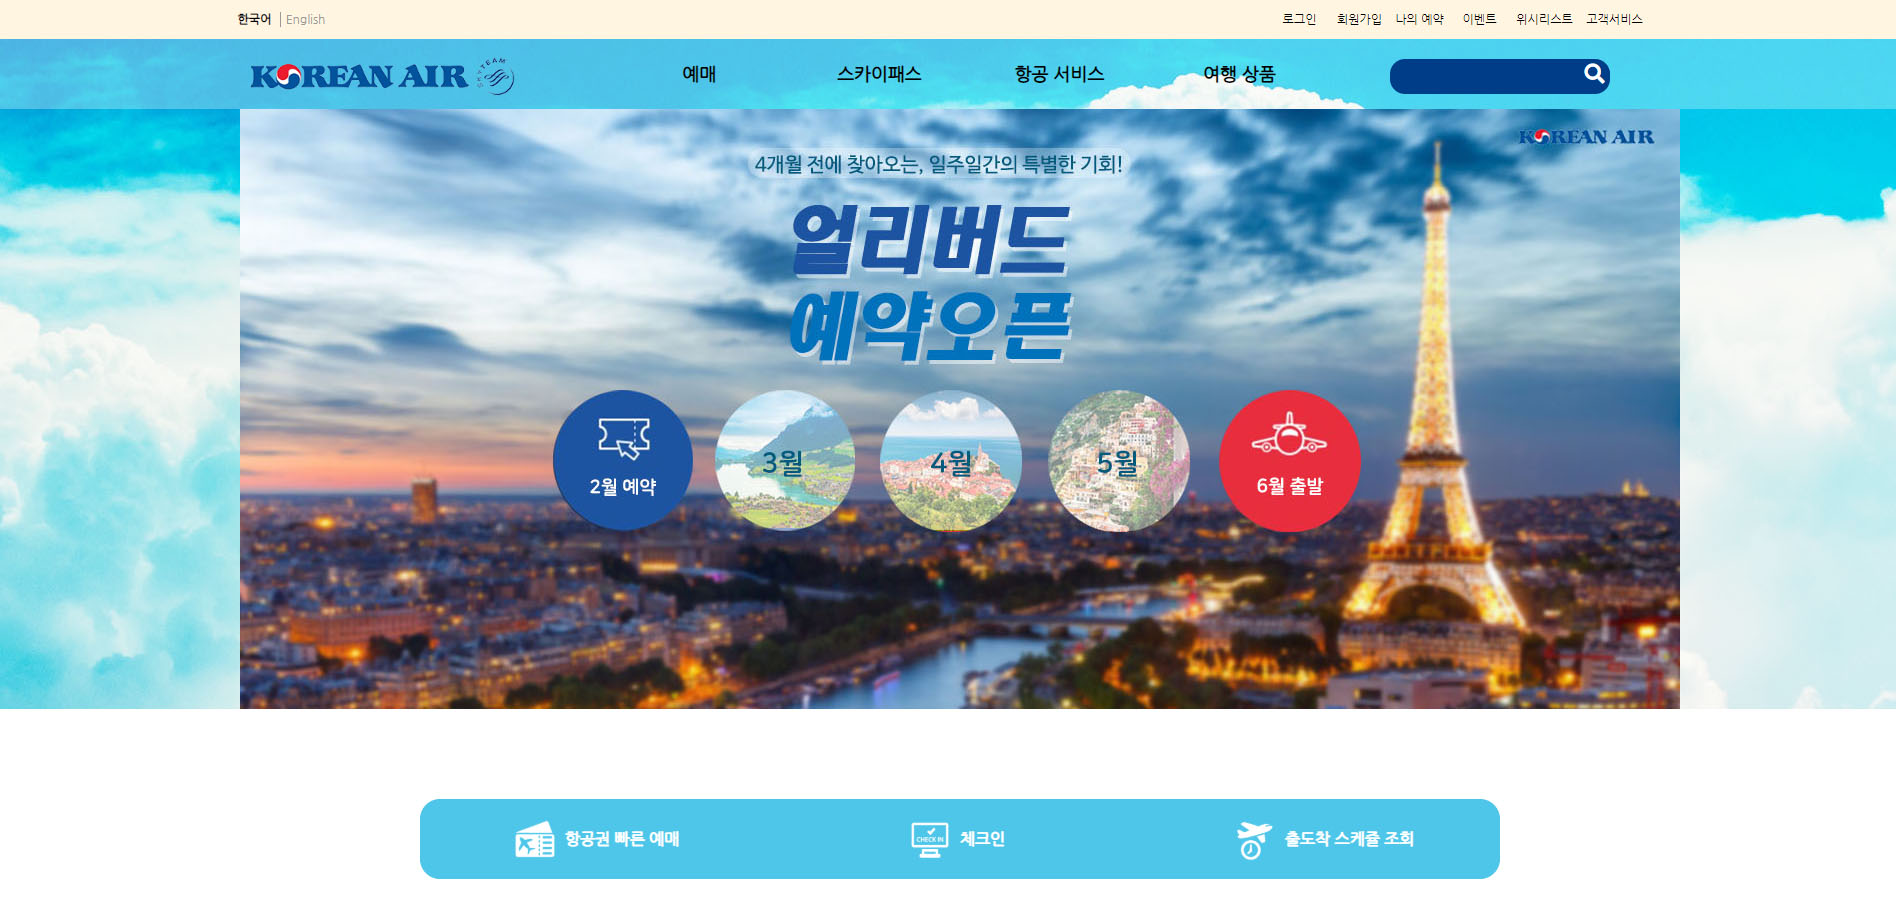 한국어 | English
로그인 회원가입 나의 예약 이벤트 위시리스트 고객서비스
KOREAN AIR SKYTEAM
예매 스카이패스 항공 서비스 여행 상품
KOREAN AIR
4개월 전에 찾아오는, 일주일간의 특별한 기회!
얼리버드
예약오픈
2월 예약 3월 4월 5월 6월 출발
항공권 빠른 예매 CHECK IN 체크인 출도착 스케쥴 조회